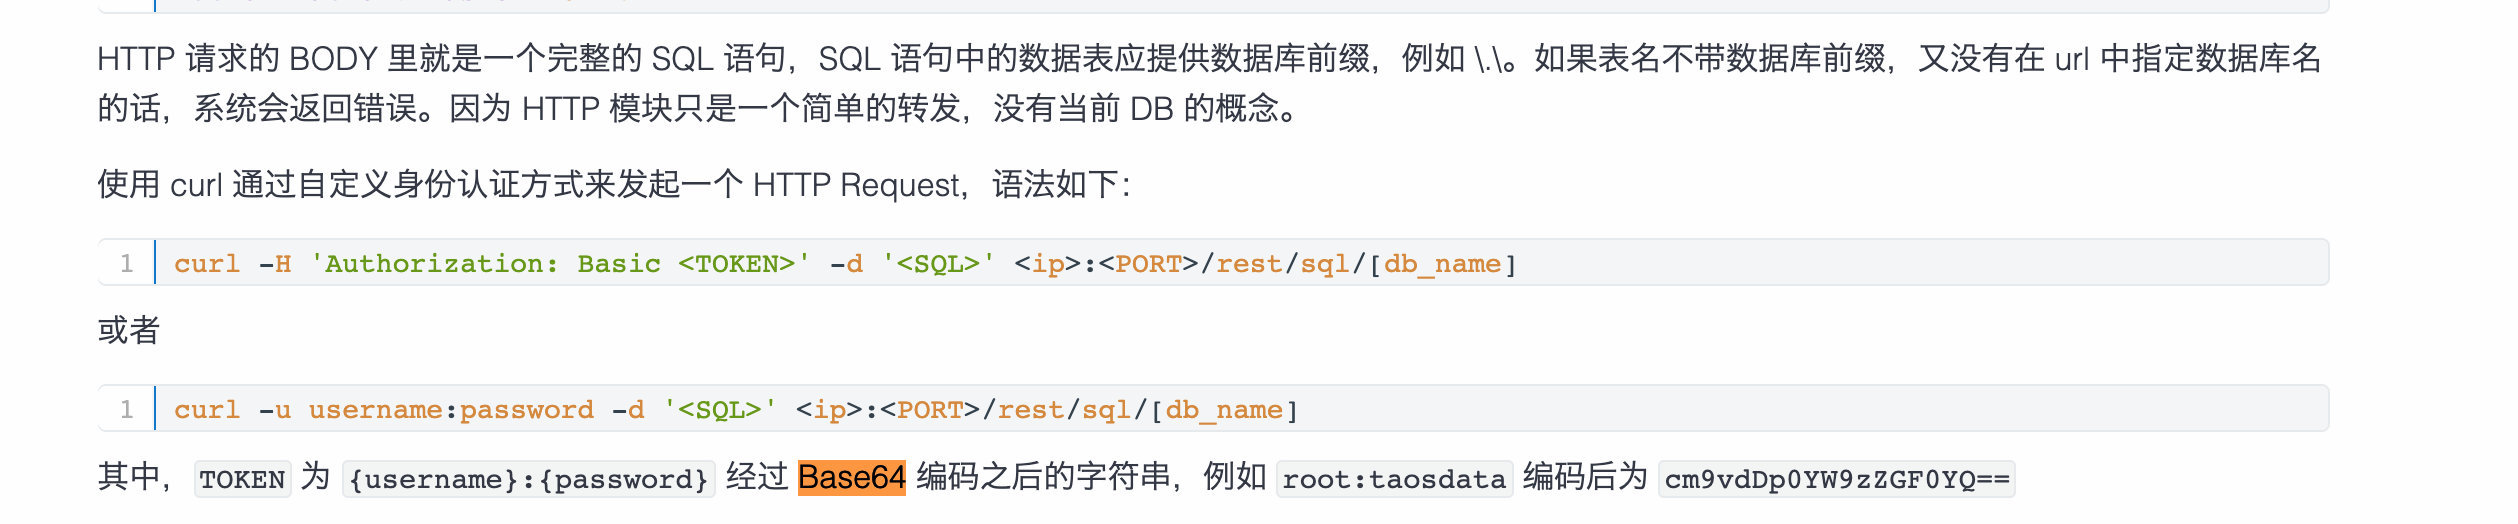 HTTP 请求的 BODY 里就是一个完整的 SQL 语句，SQL 语句中的数据表应提供数据库前缀，例如 \.\。如果表名不带数据库前缀，又没有在 url 中指定数据库名
的话，系统会返回错误。因为 HTTP 模块只是一个简单的转发，没有当前 DB 的概念。
使用 curl 通过自定义身份认证方式来发起一个 HTTP Request，语法如下：
1 curl -H 'Authorization: Basic <TOKEN>' -d '<SQL>' <ip>:<PORT>/rest/sql/[db_name]
或者
1 curl -u username:password -d '<SQL>' <ip>:<PORT>/rest/sql/[db_name]
其中，TOKEN 为 {username}:{password} 经过 Base64 编码之后的字符串，例如 root:taosdata 编码后为 cm9vdDp0YW9zZGF0YQ==